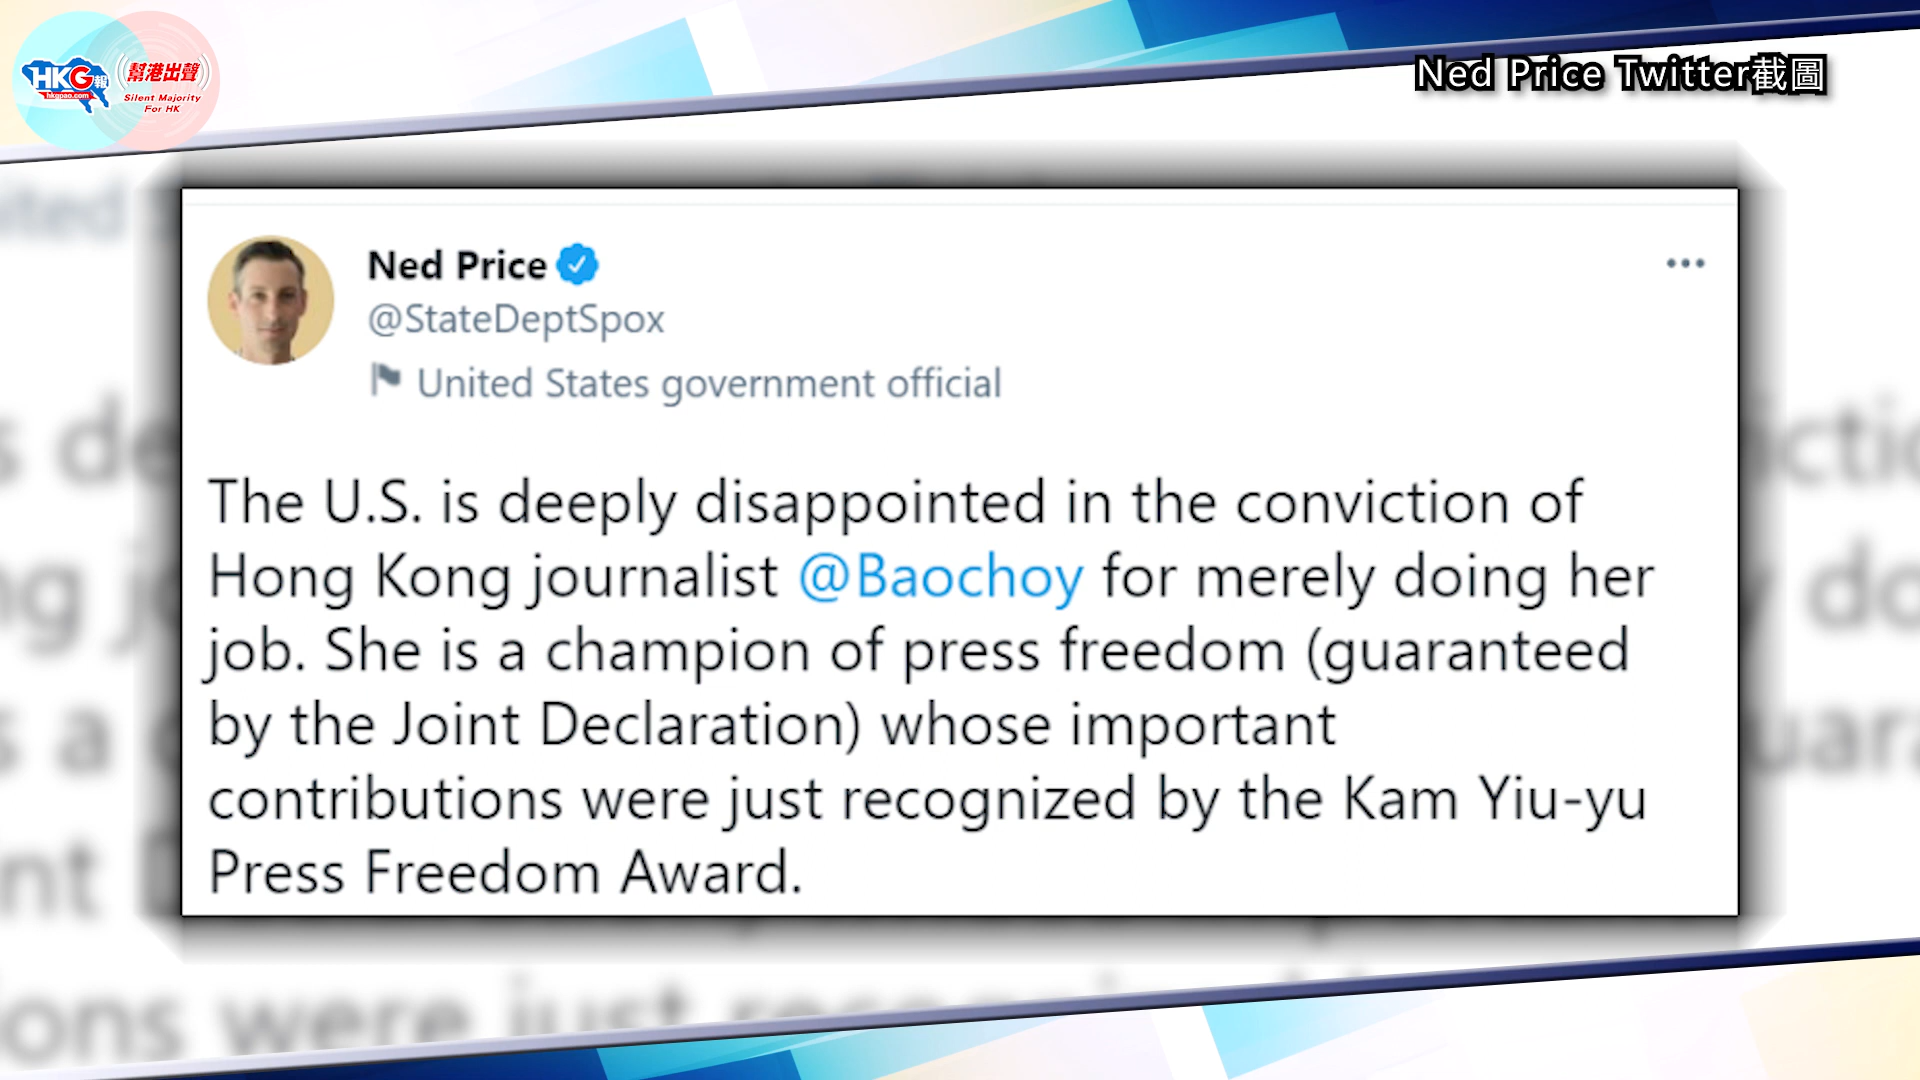 HKG報
hkgpao.com
幫港出聲
Silent Majority
For HK
Ned Price Twitter截圖
Ned Price
@StateDeptSpox
United States government official
The U.S. is deeply disappointed in the conviction of
Hong Kong journalist @Baochoy for merely doing her
job. She is a champion of press freedom (guaranteed
by the Joint Declaration) whose important
contributions were just recognized by the Kam Yiu-yu
Press Freedom Award.